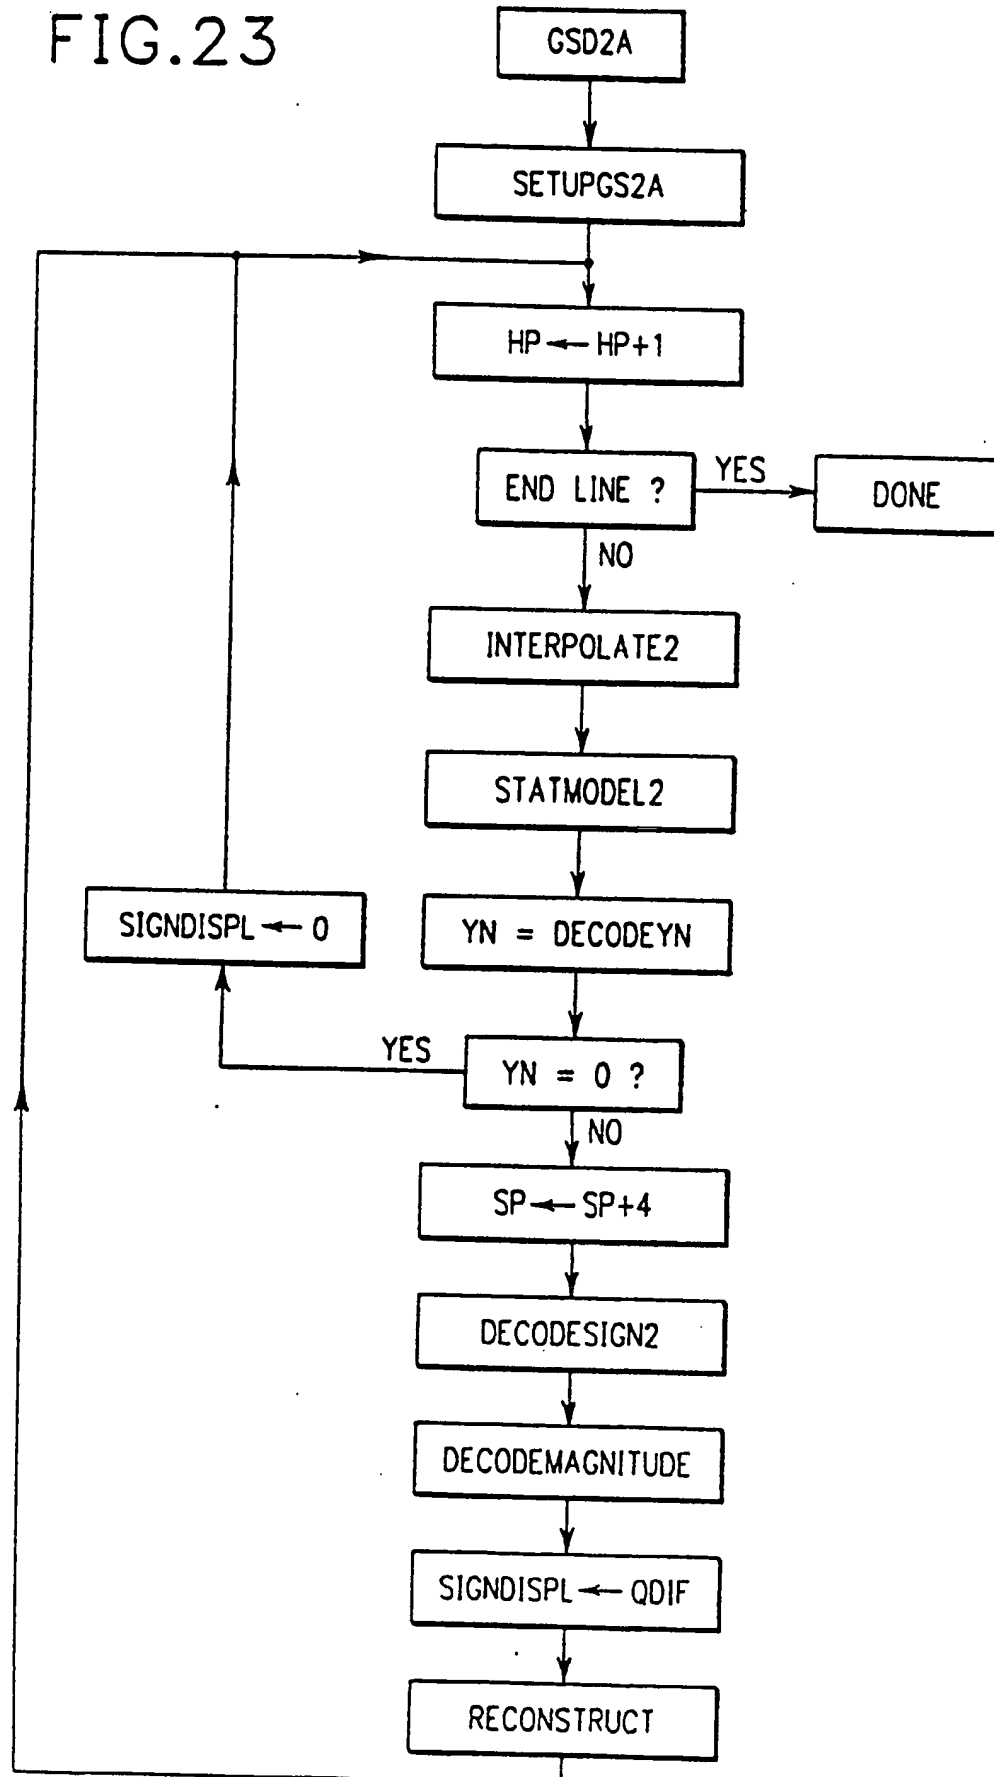 FIG.23
GSD2A
SETUPGS2A
HP ← HP+1
END LINE ?
YES
DONE
NO
INTERPOLATE2
STATMODEL2
SIGNDISPL ← 0
YN = DECODEYN
YES
YN = 0 ?
NO
SP ← SP+4
DECODESIGN2
DECODEMAGNITUDE
SIGNDISPL ← QDIF
RECONSTRUCT